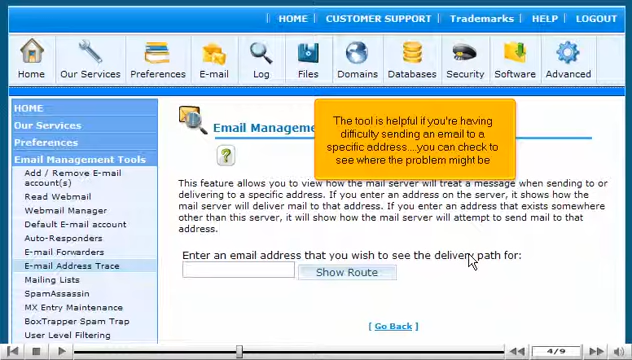 HOME | CUSTOMER SUPPORT | Trademarks | HELP | LOGOUT
Home Our Services Preferences E-mail Log Files Domains Databases Security Software Advanced
HOME
Our Services
Preferences
Email Management Tools
Add / Remove E-mail
account(s)
Read Webmail
Webmail Manager
Default E-mail account
Auto-Responders
E-mail Forwarders
E-mail Address Trace
Mailing Lists
SpamAssassin
MX Entry Maintenance
BoxTrapper Spam Trap
User Level Filtering
Email Manageme
The tool is helpful if you're having
difficulty sending an email to a
specific address....you can check to
see where the problem might be
?
This feature allows you to view how the mail server will treat a message when sending to or
delivering to a specific address. If you enter an address on the server, it shows how the
mail server will deliver mail to that address. If you enter an address that exists somewhere
other than this server, it will show how the mail server will attempt to send mail to that
address.
Enter an email address that you wish to see the delivery path for:
Show Route
[ Go Back ]
4/9